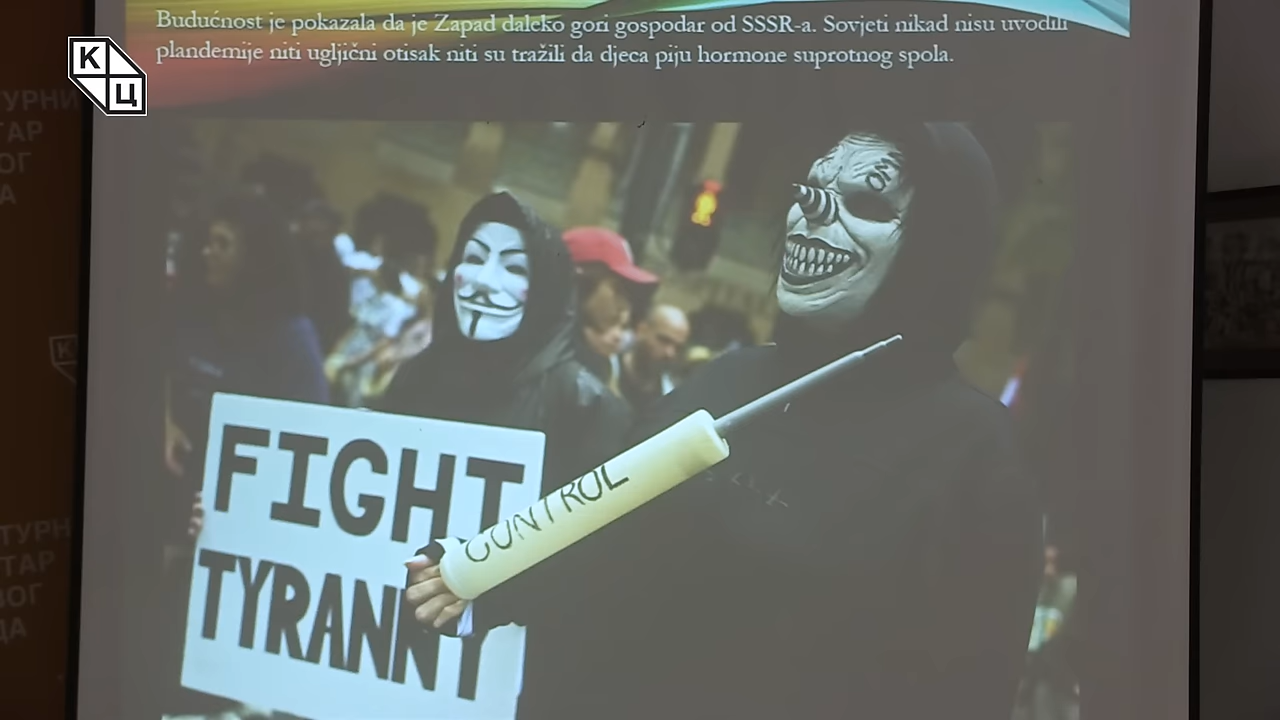 Budućnost je pokazala da je Zapad daleko gori gospodar od SSSR-a. Sovjeti nikad nisu uvodili
plandemije niti ugljični otisak niti su tražili da djeca piju hormone suprotnog spola.
К
Ц
FIGHT
TYRANNY
CONTROL